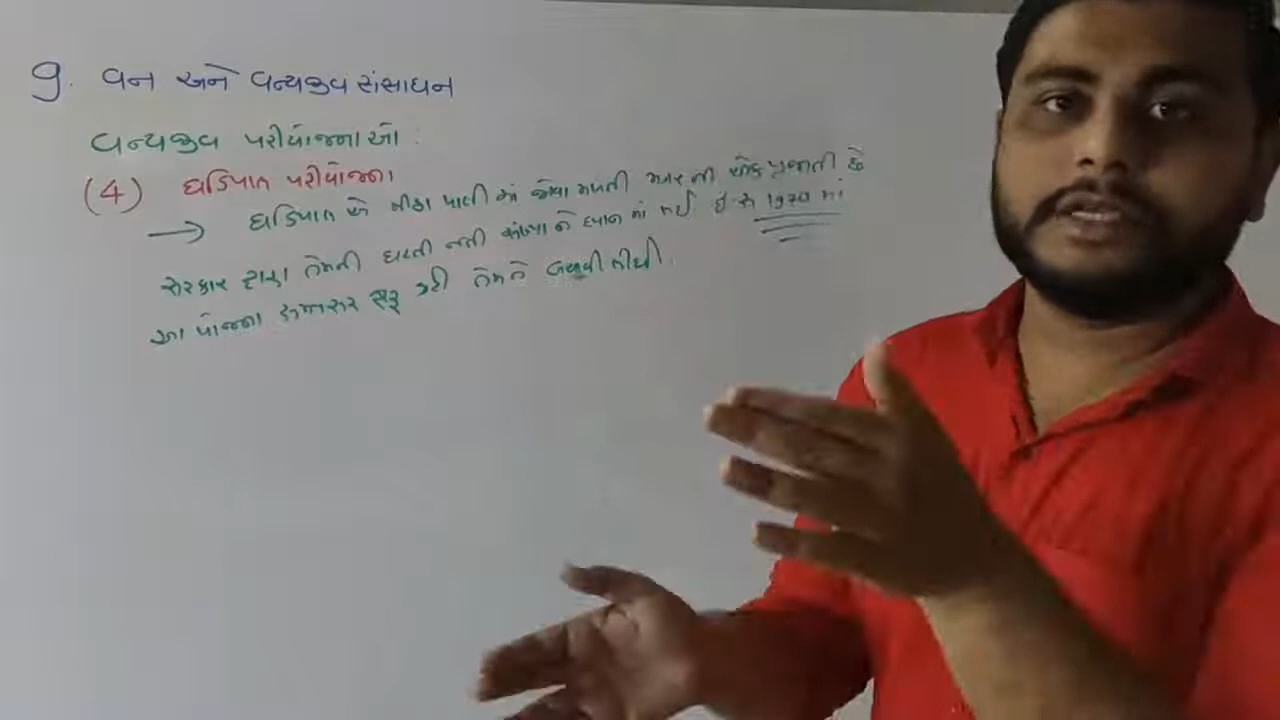 9. વન અને વન્યજીવ સંસાધન
વન્યજીવ પરીયોજનાઓ :
(4) ઘડિયાલ પરીયોજના
→ ઘડિયાલ એ મીઠા પાણી માં જોવા મળતી મગર ની એક પ્રજાતી છે
સરકાર દ્વારા તેમની ઘટતી જતી સંખ્યા ને ધ્યાન માં લઈ ઈ.સ 1970 માં
આ યોજના અમલ શરૂ કરી તેમને બચાવી લીધી.